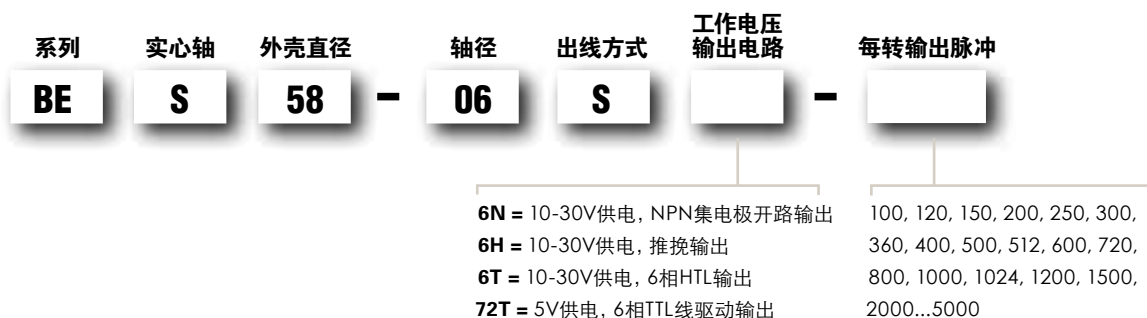 系列 实心轴 外壳直径 轴径 出线方式 工作电压 输出电路 每转输出脉冲
BE S 58 - 06 S -
6N = 10-30V供电, NPN集电极开路输出
6H = 10-30V供电, 推挽输出
6T = 10-30V供电, 6相HTL输出
72T = 5V供电, 6相TTL线驱动输出
100, 120, 150, 200, 250, 300,
360, 400, 500, 512, 600, 720,
800, 1000, 1024, 1200, 1500,
2000...5000